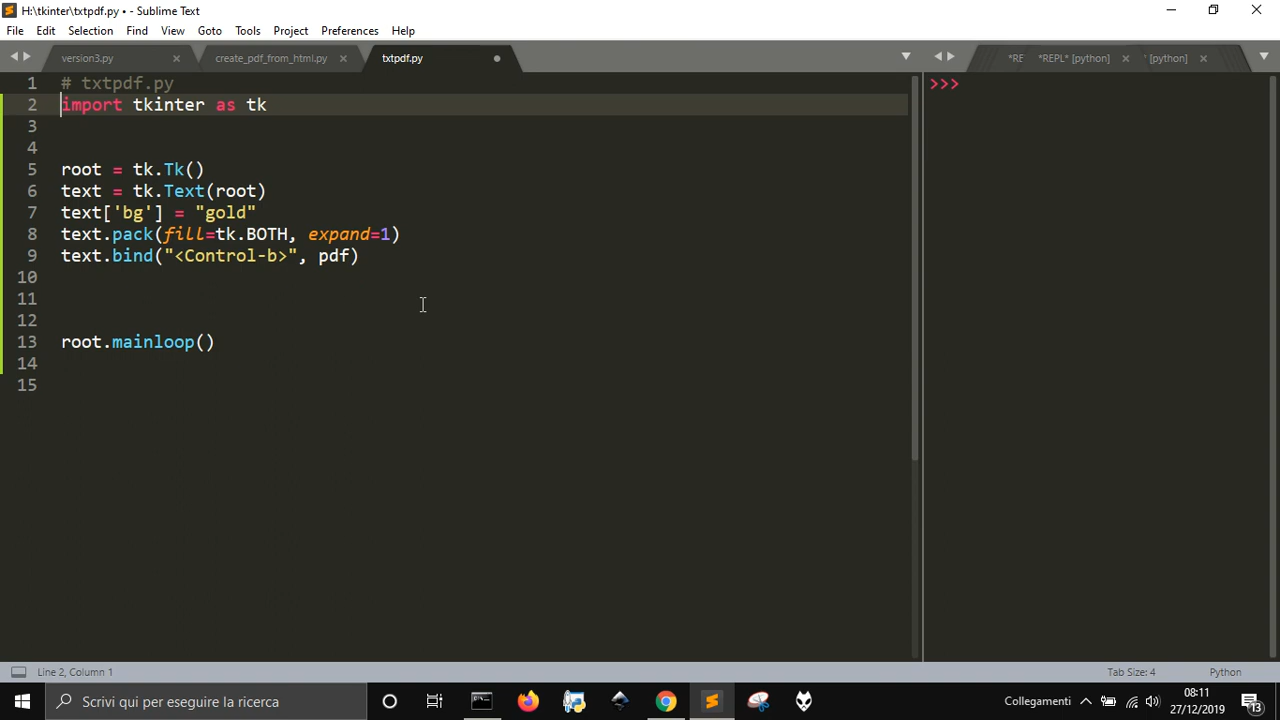 H:\tkinter\txtpdf.py • - Sublime Text
File Edit Selection Find View Goto Tools Project Preferences Help
version3.py × create_pdf_from_html.py × txtpdf.py
*RE *REPL* [python] × ' [python] ×
1 # txtpdf.py
2 import tkinter as tk
3
4
5 root = tk.Tk()
6 text = tk.Text(root)
7 text['bg'] = "gold"
8 text.pack(fill=tk.BOTH, expand=1)
9 text.bind("<Control-b>", pdf)
10
11
12
13 root.mainloop()
14
15
>>>
Line 2, Column 1 Tab Size: 4 Python
Scrivi qui per eseguire la ricerca
Collegamenti
08:11
27/12/2019
13